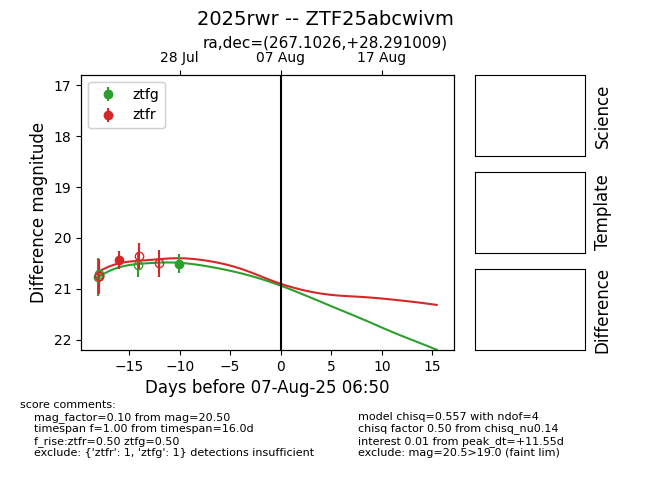 2025rwr -- ZTF25abcwivm
ra,dec=(267.1026,+28.291009)
28 Jul
07 Aug
17 Aug
ztfg
ztfr
17
18
19
20
21
22
Difference magnitude
−15
−10
−5
0
5
10
15
Days before 07-Aug-25 06:50
Science
Template
Difference
score comments:
mag_factor=0.10 from mag=20.50
timespan f=1.00 from timespan=16.0d
f_rise:ztfr=0.50 ztfg=0.50
exclude: {'ztfr': 1, 'ztfg': 1} detections insufficient
model chisq=0.557 with ndof=4
chisq factor 0.50 from chisq_nu0.14
interest 0.01 from peak_dt=+11.55d
exclude: mag=20.5>19.0 (faint lim)